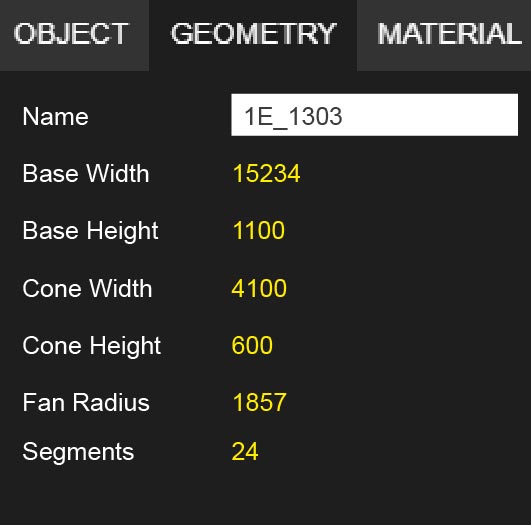 OBJECT GEOMETRY MATERIAL
Name 1E_1303
Base Width 15234
Base Height 1100
Cone Width 4100
Cone Height 600
Fan Radius 1857
Segments 24